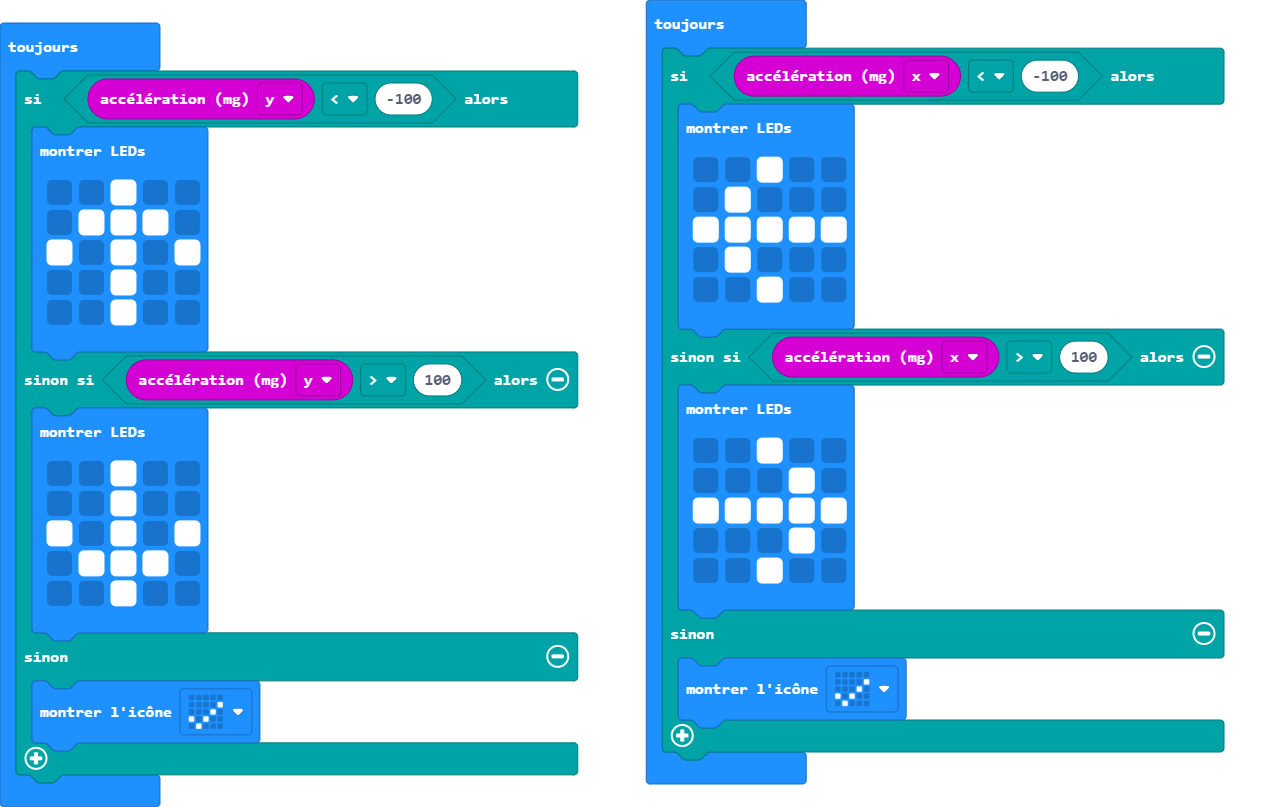 toujours
si accélération (mg) y < -100 alors
montrer LEDs
sinon si accélération (mg) y > 100 alors
montrer LEDs
sinon
montrer l'icône
toujours
si accélération (mg) x < -100 alors
montrer LEDs
sinon si accélération (mg) x > 100 alors
montrer LEDs
sinon
montrer l'icône